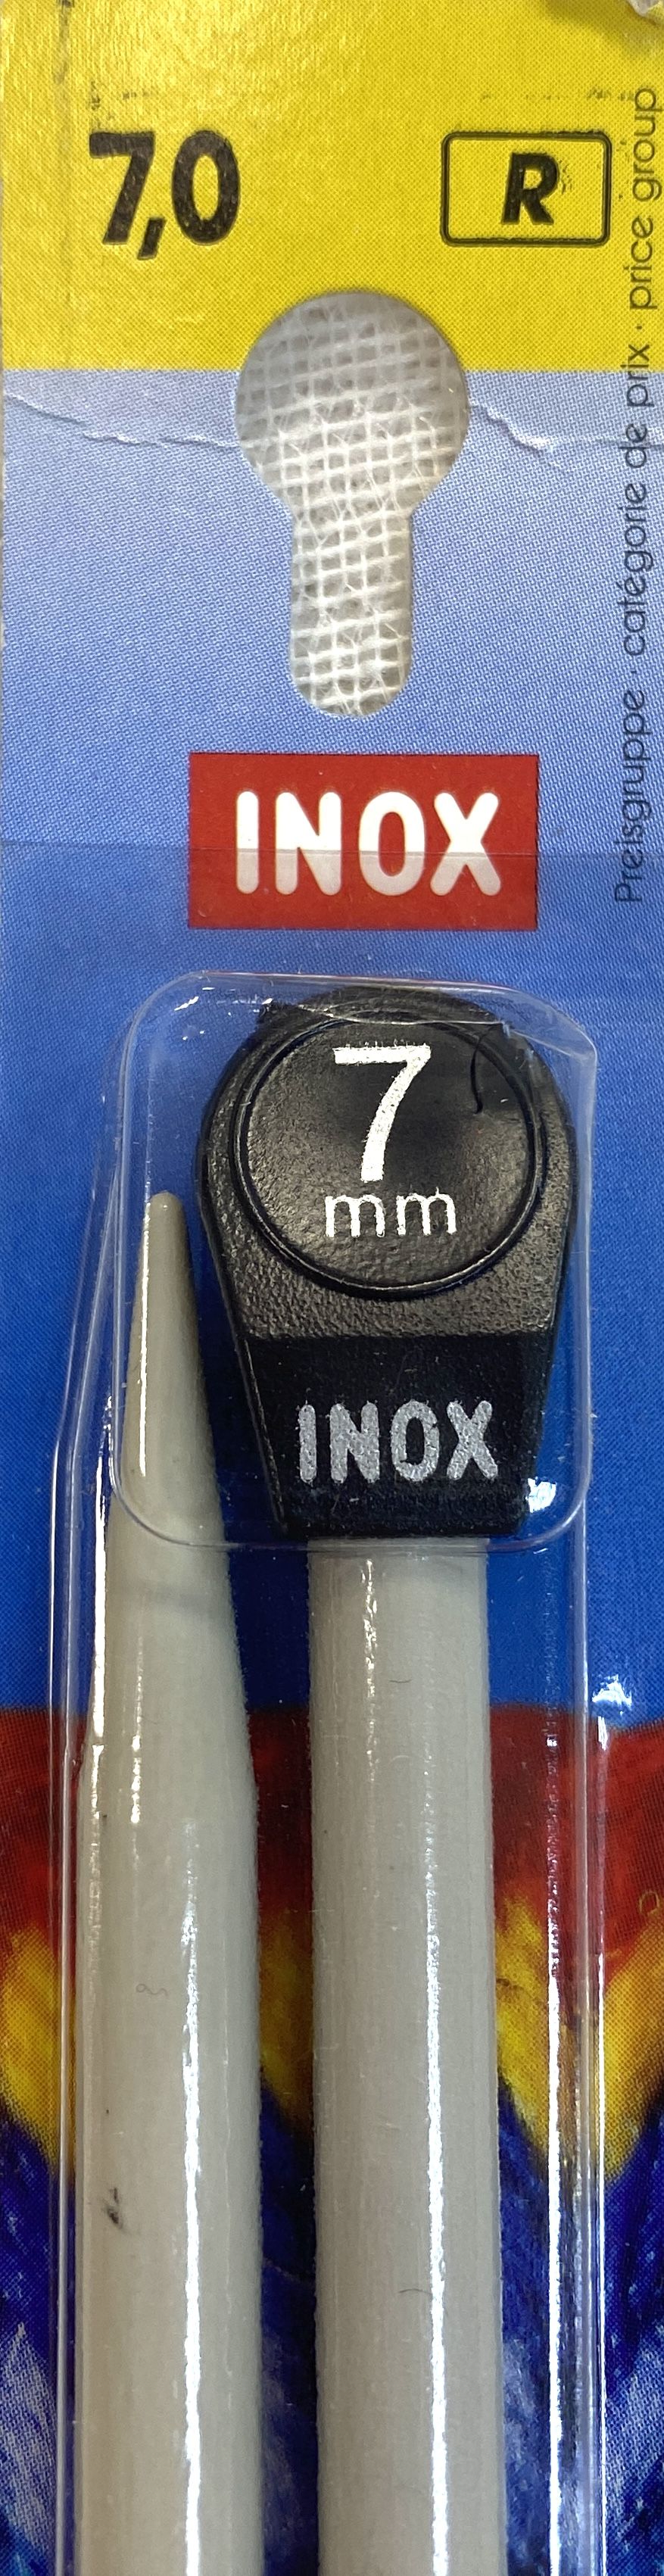 7,0
R
Preisgruppe · catégorie de prix · price group
INOX
7
mm
INOX